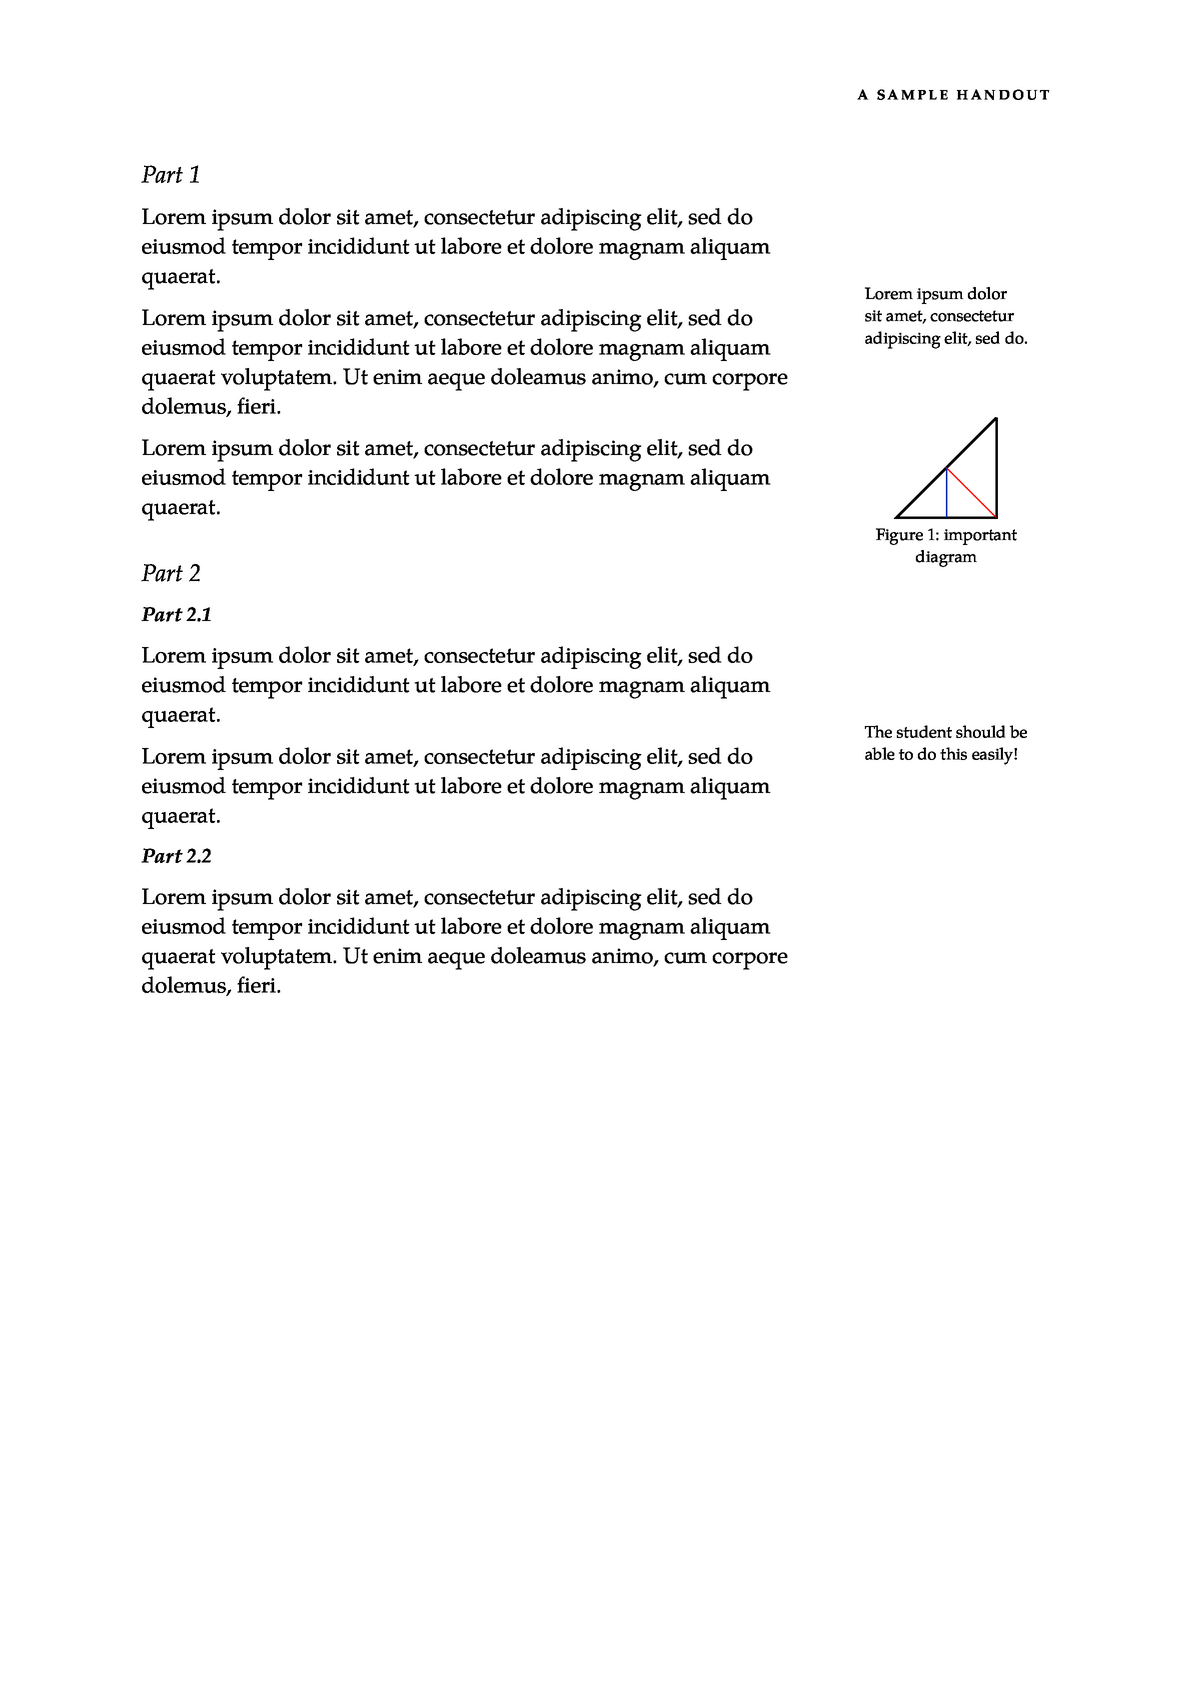 A SAMPLE HANDOUT
Part 1
Lorem ipsum dolor sit amet, consectetur adipiscing elit, sed do
eiusmod tempor incididunt ut labore et dolore magnam aliquam
quaerat.
Lorem ipsum dolor sit amet, consectetur adipiscing elit, sed do
eiusmod tempor incididunt ut labore et dolore magnam aliquam
quaerat voluptatem. Ut enim aeque doleamus animo, cum corpore
dolemus, fieri.
Lorem ipsum dolor sit amet, consectetur adipiscing elit, sed do
eiusmod tempor incididunt ut labore et dolore magnam aliquam
quaerat.
Lorem ipsum dolor
sit amet, consectetur
adipiscing elit, sed do.
Figure 1: important
diagram
Part 2
Part 2.1
Lorem ipsum dolor sit amet, consectetur adipiscing elit, sed do
eiusmod tempor incididunt ut labore et dolore magnam aliquam
quaerat.
Lorem ipsum dolor sit amet, consectetur adipiscing elit, sed do
eiusmod tempor incididunt ut labore et dolore magnam aliquam
quaerat.
The student should be
able to do this easily!
Part 2.2
Lorem ipsum dolor sit amet, consectetur adipiscing elit, sed do
eiusmod tempor incididunt ut labore et dolore magnam aliquam
quaerat voluptatem. Ut enim aeque doleamus animo, cum corpore
dolemus, fieri.